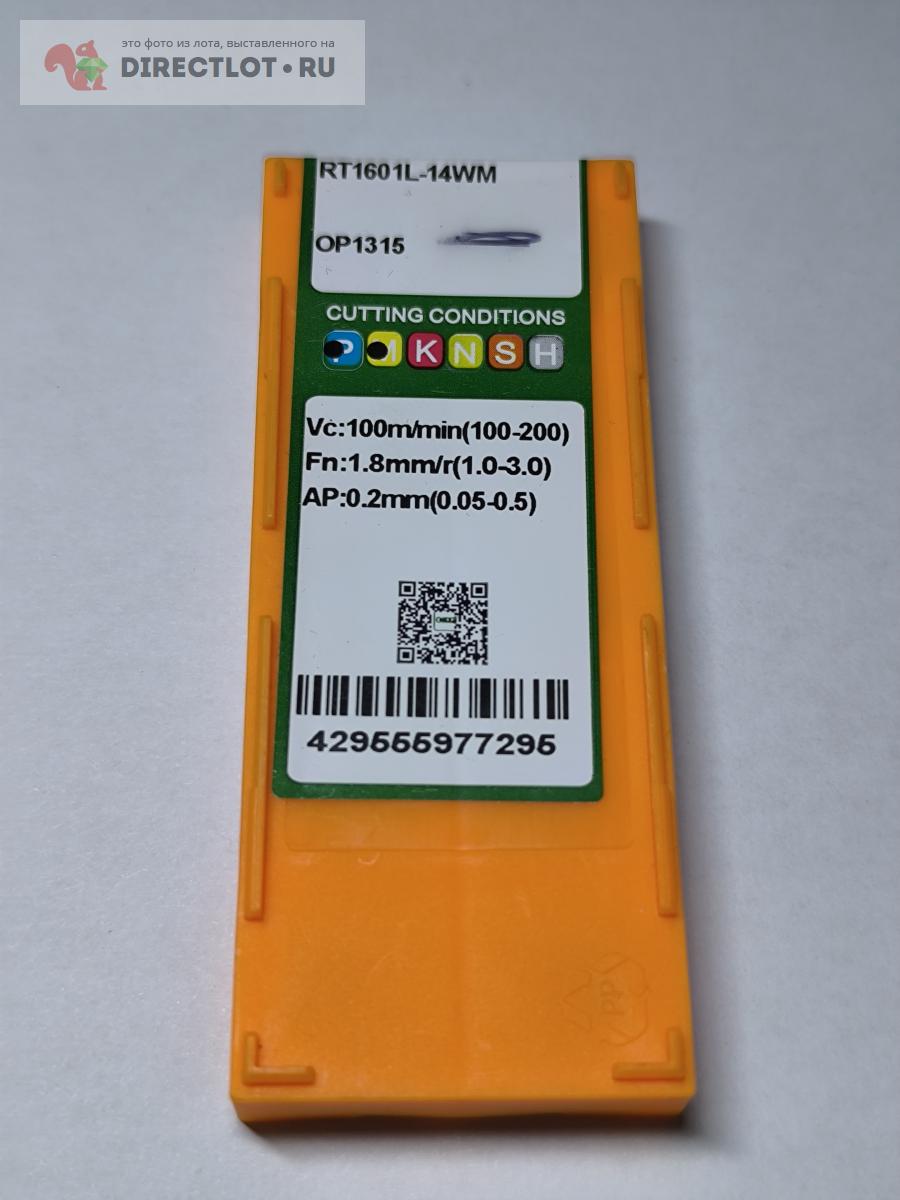 это фото из лота, выставленного на
DIRECTLOT.RU
RT1601L-14WM
OP1315
CUTTING CONDITIONS
P M K N S H
Vc:100m/min(100-200)
Fn:1.8mm/r(1.0-3.0)
AP:0.2mm(0.05-0.5)
429555977295
PP